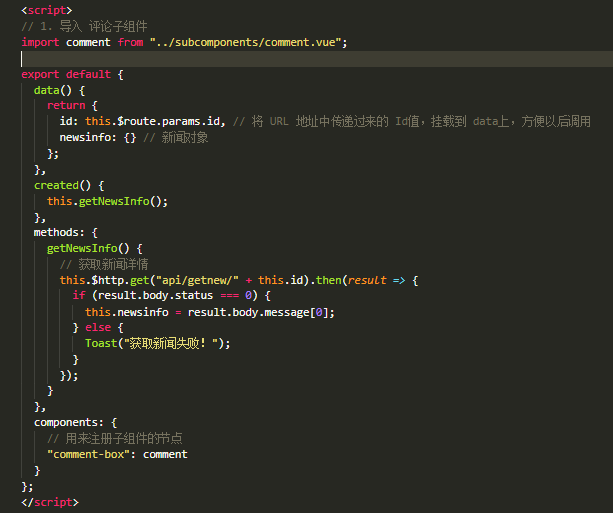 <script>
// 1. 导入 评论子组件
import comment from "../subcomponents/comment.vue";
export default {
data() {
return {
id: this.$route.params.id, // 将 URL 地址中传递过来的 Id值，挂载到 data上，方便以后调用
newsinfo: {} // 新闻对象
};
},
created() {
this.getNewsInfo();
},
methods: {
getNewsInfo() {
// 获取新闻详情
this.$http.get("api/getnew/" + this.id).then(result => {
if (result.body.status === 0) {
this.newsinfo = result.body.message[0];
} else {
Toast("获取新闻失败！");
}
});
}
},
components: {
// 用来注册子组件的节点
"comment-box": comment
}
};
</script>